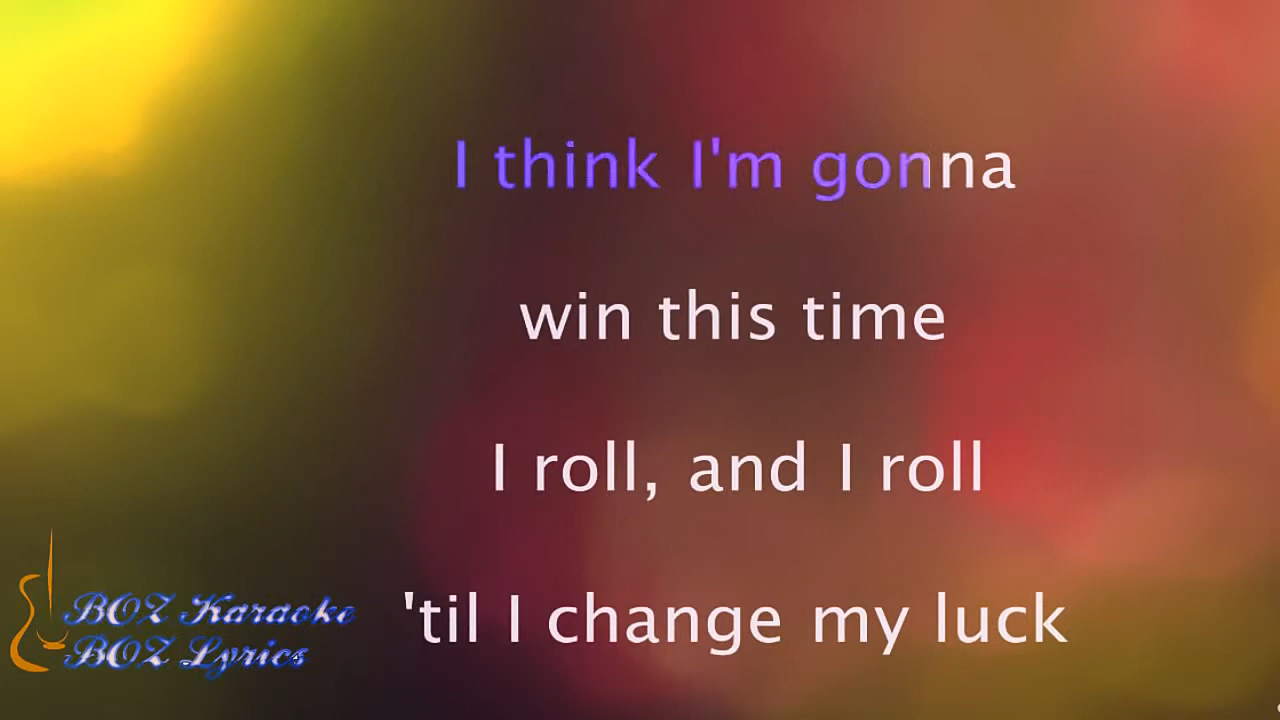 I think I'm gonna
win this time
I roll, and I roll
'til I change my luck
BOZ Karaoke
BOZ Lyrics